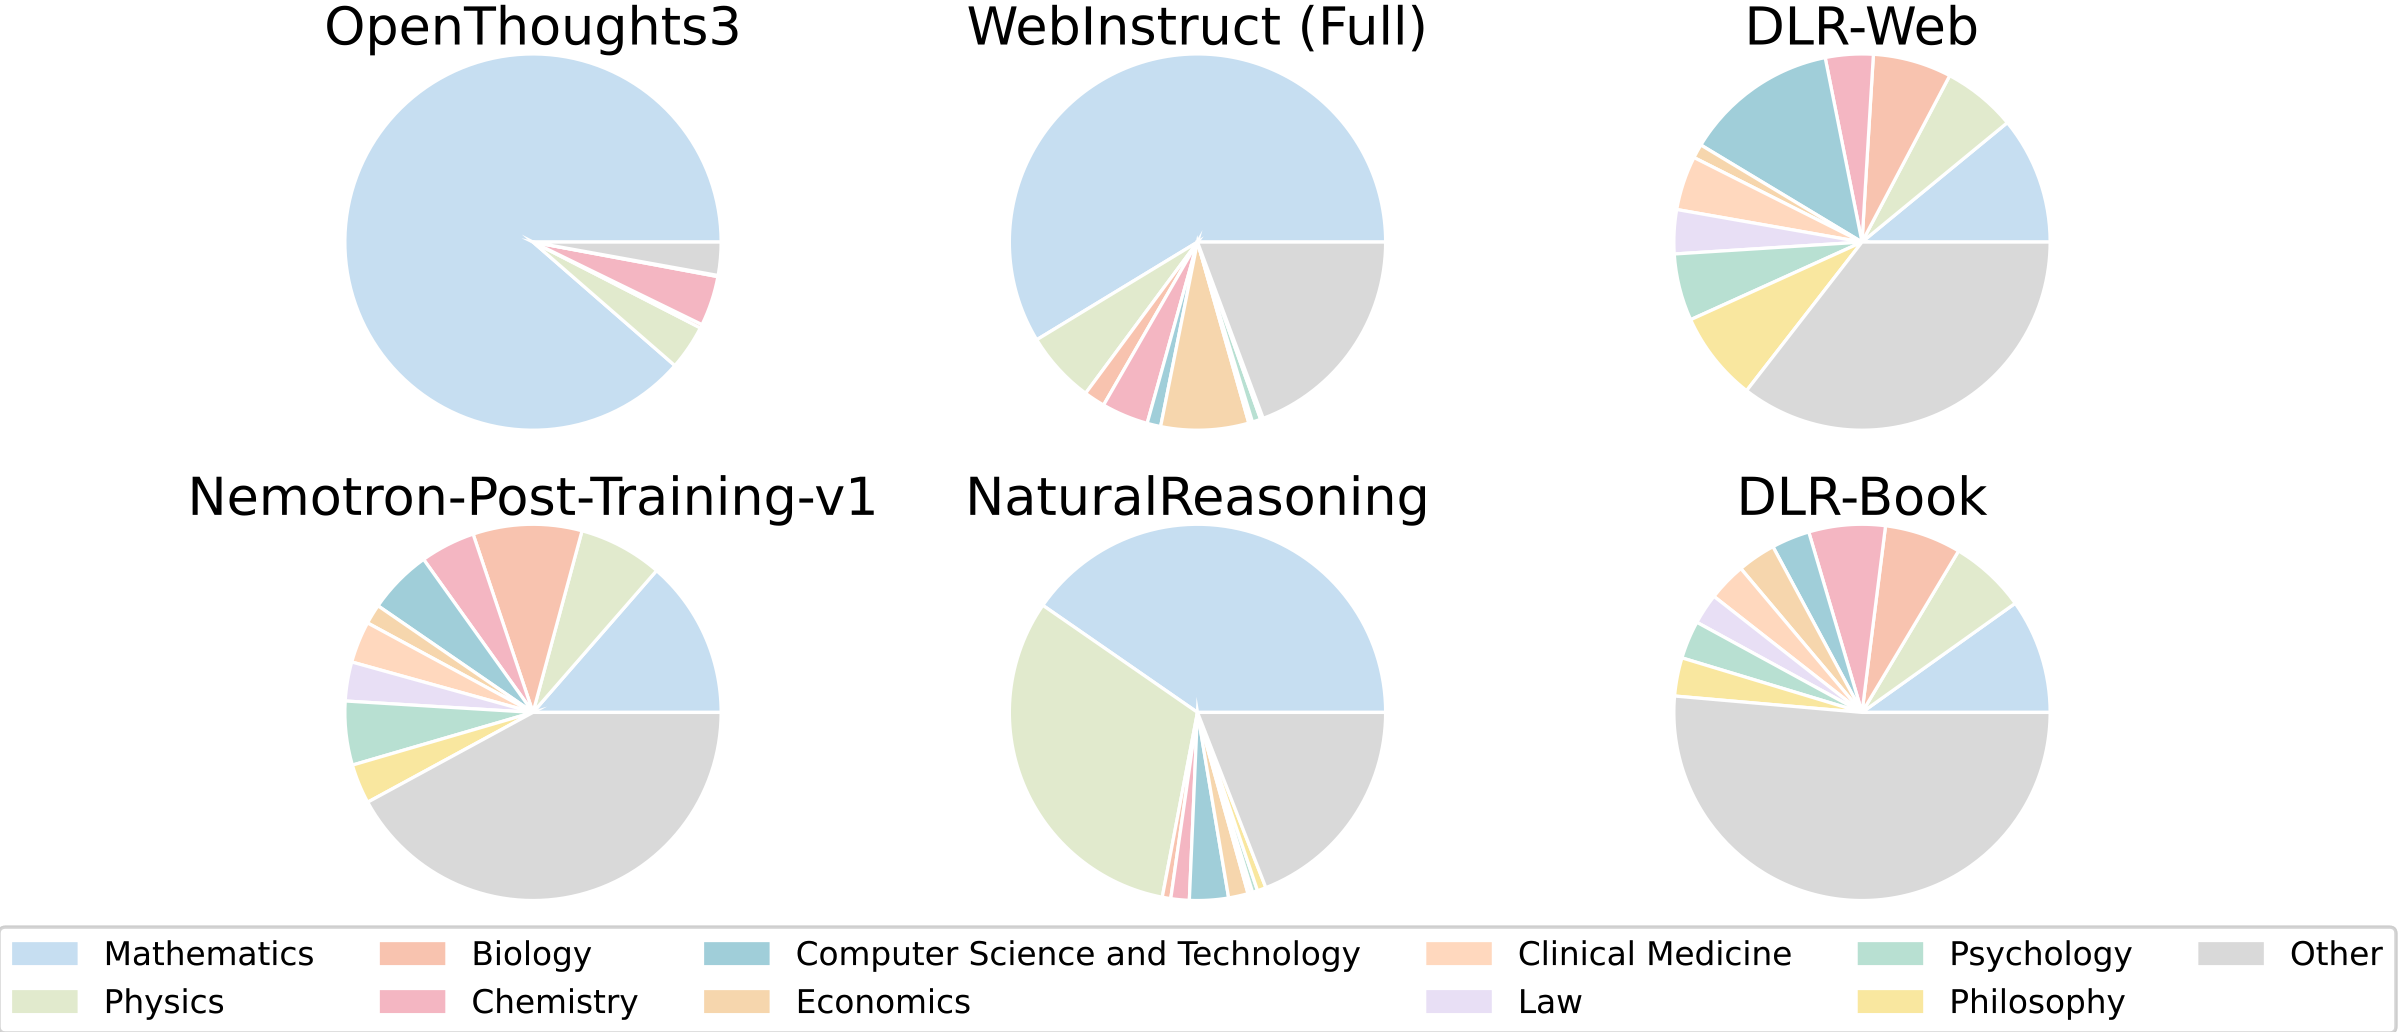 OpenThoughts3
WebInstruct (Full)
DLR-Web
Nemotron-Post-Training-v1
NaturalReasoning
DLR-Book
Mathematics
Physics
Biology
Chemistry
Computer Science and Technology
Economics
Clinical Medicine
Law
Psychology
Philosophy
Other